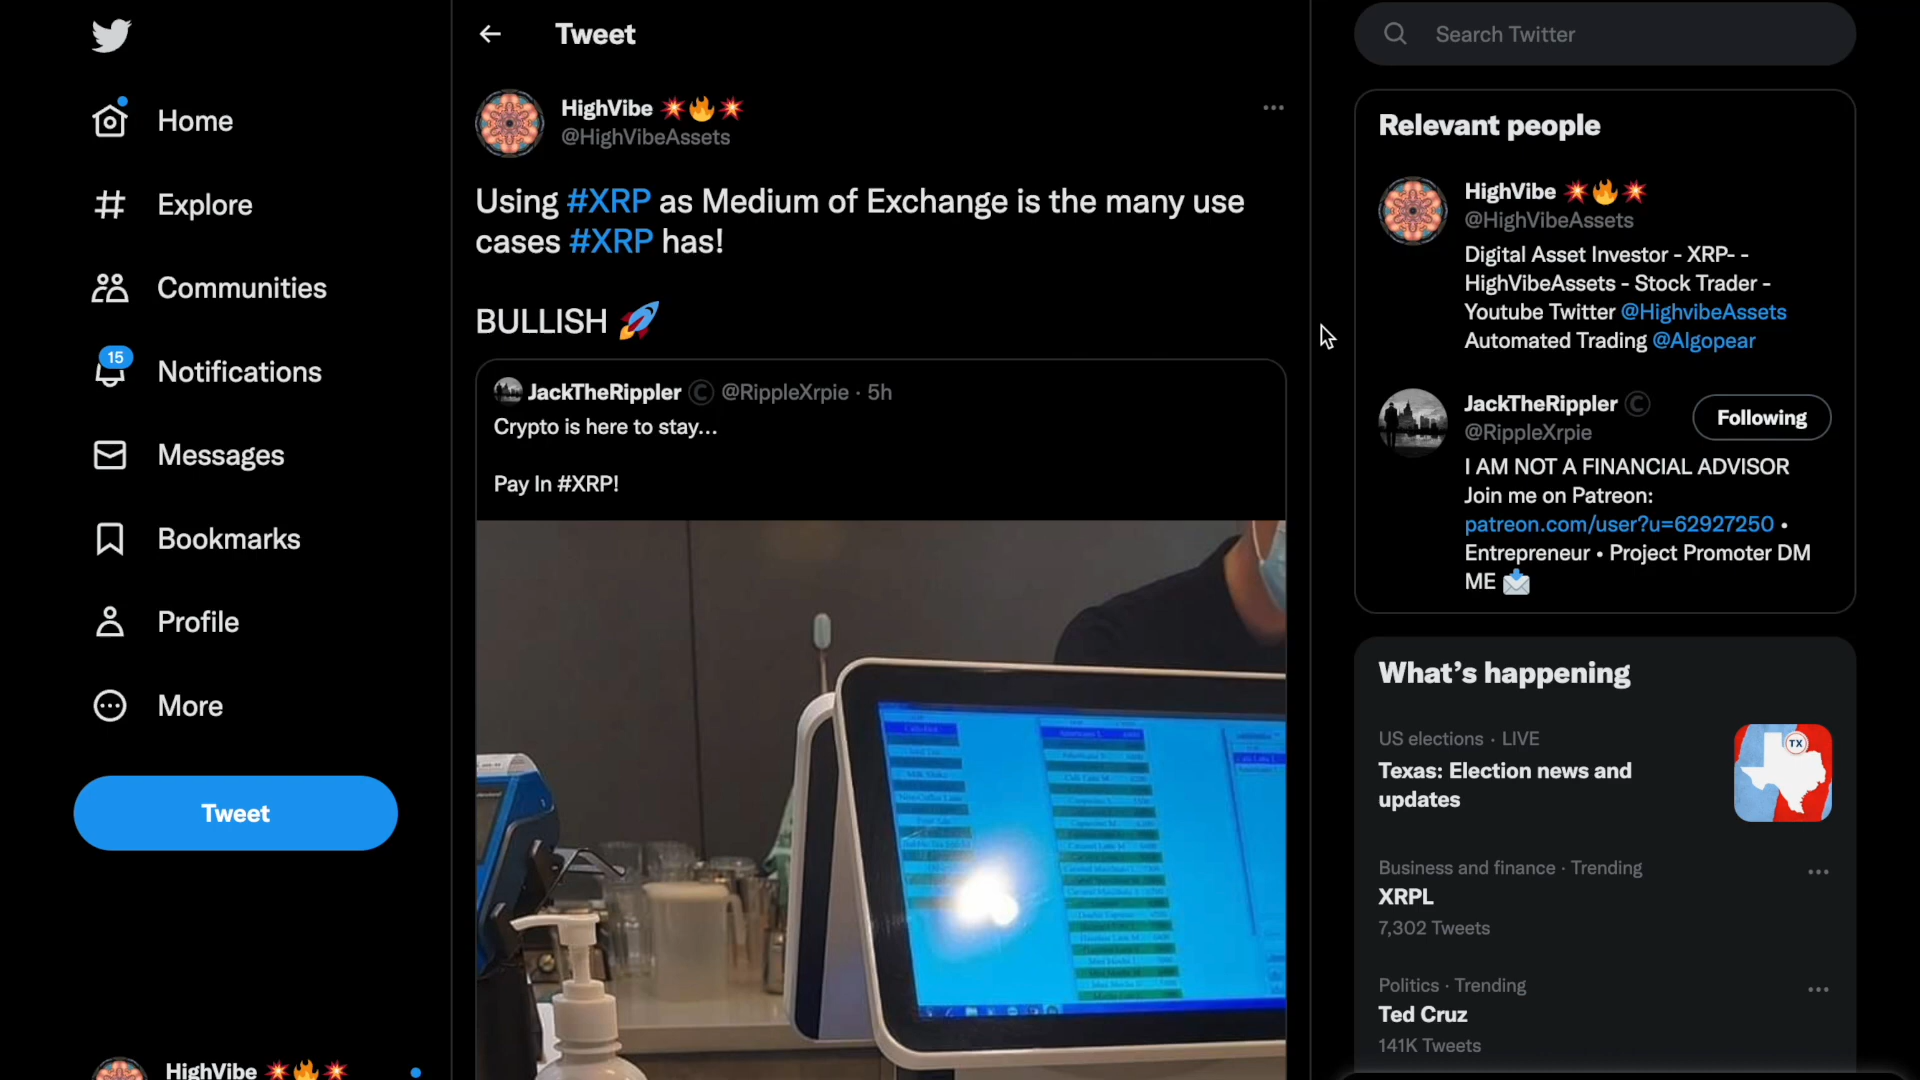 Home
Explore
Communities
15
Notifications
Messages
Bookmarks
Profile
More
Tweet
HighVibe
Tweet
HighVibe
@HighVibeAssets
Using #XRP as Medium of Exchange is the many use
cases #XRP has!
BULLISH
JackTheRippler @RippleXrpie · 5h
Crypto is here to stay...
Pay In #XRP!
Search Twitter
Relevant people
HighVibe
@HighVibeAssets
Digital Asset Investor - XRP- -
HighVibeAssets - Stock Trader -
Youtube Twitter @HighvibeAssets
Automated Trading @Algopear
JackTheRippler
@RippleXrpie
Following
I AM NOT A FINANCIAL ADVISOR
Join me on Patreon:
patreon.com/user?u=62927250 •
Entrepreneur • Project Promoter DM
ME
What's happening
US elections · LIVE
Texas: Election news and
updates
TX
Business and finance · Trending
XRPL
7,302 Tweets
Politics · Trending
Ted Cruz
141K Tweets